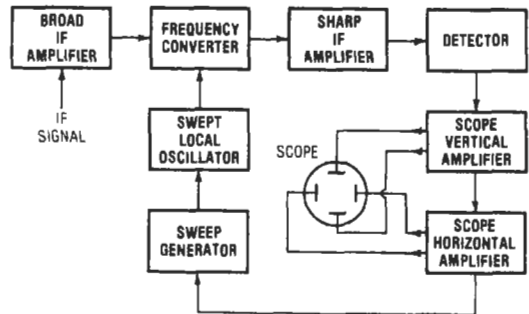 BROAD
IF
AMPLIFIER
FREQUENCY
CONVERTER
SHARP
IF
AMPLIFIER
DETECTOR
IF
SIGNAL
SWEPT
LOCAL
OSCILLATOR
SCOPE
SCOPE
VERTICAL
AMPLIFIER
SWEEP
GENERATOR
SCOPE
HORIZONTAL
AMPLIFIER